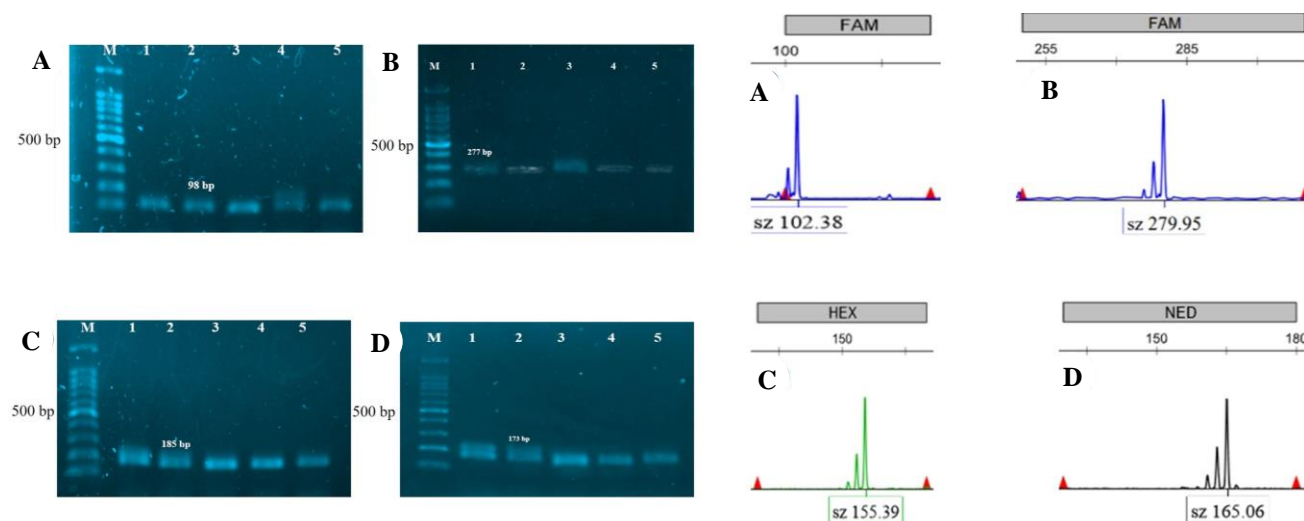 A
M 1 2 3 4 5
500 bp
98 bp
B
M 1 2 3 4 5
500 bp
277 bp
C
M 1 2 3 4 5
500 bp
185 bp
D
M 1 2 3 4 5
500 bp
173 bp
FAM
100
A
sz 102.38
FAM
255 285
B
sz 279.95
HEX
150
C
sz 155.39
NED
150 180
D
sz 165.06